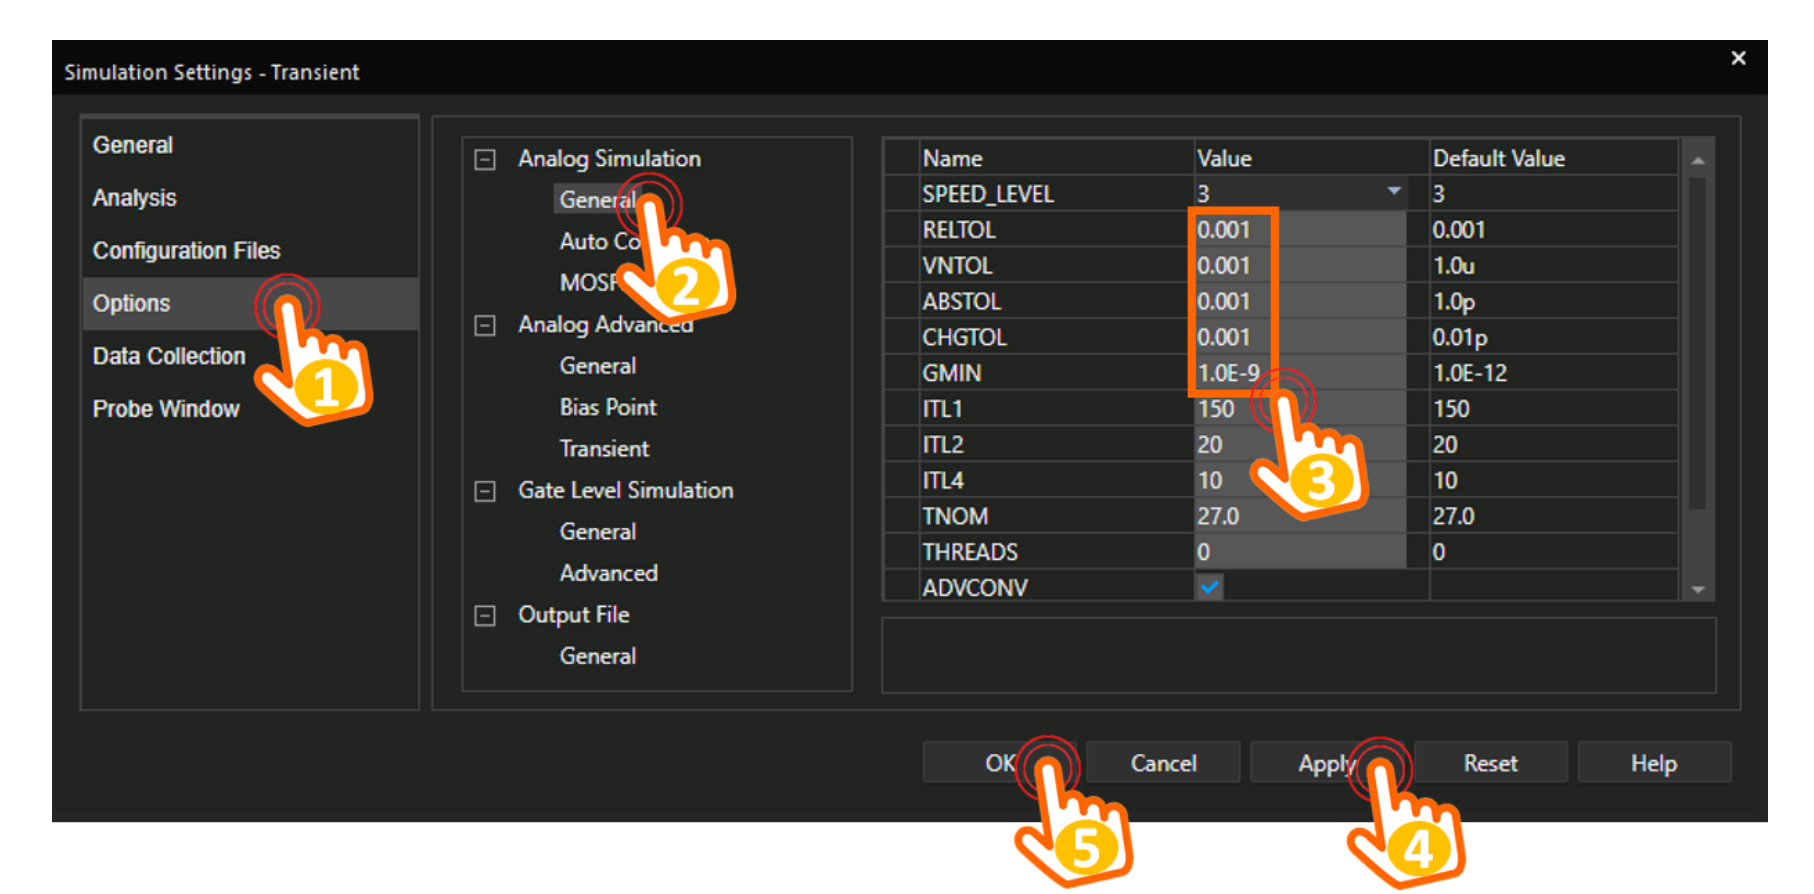 Simulation Settings - Transient
General
Analysis
Configuration Files
Options
Data Collection
Probe Window
1
Analog Simulation
General
Auto Co
MOSF
2
Analog Advanced
General
Bias Point
Transient
Gate Level Simulation
General
Advanced
Output File
General
Name Value Default Value
SPEED_LEVEL 3 3
RELTOL 0.001 0.001
VNTOL 0.001 1.0u
ABSTOL 0.001 1.0p
CHGTOL 0.001 0.01p
GMIN 1.0E-9 1.0E-12
ITL1 150 150
ITL2 20 20
ITL4 10 10
TNOM 27.0 27.0
THREADS 0 0
ADVCONV
3
OK Cancel Apply Reset Help
5 4